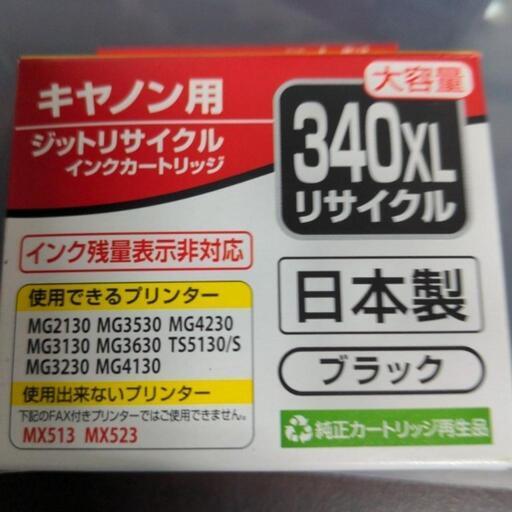 キヤノン用
ジットリサイクル
インクカートリッジ
大容量
340XL
リサイクル
インク残量表示非対応
日本製
使用できるプリンター
MG2130 MG3530 MG4230
MG3130 MG3630 TS5130/S
MG3230 MG4130
ブラック
使用出来ないプリンター
下記のFAX付きプリンターではご使用できません。
MX513 MX523
純正カートリッジ再生品